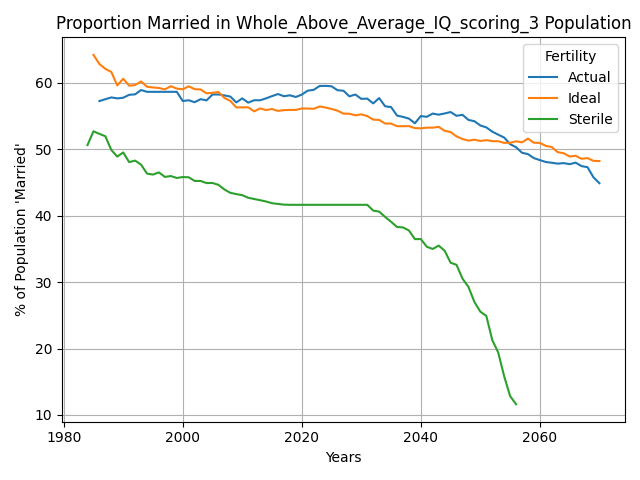 Proportion Married in Whole_Above_Average_IQ_scoring_3 Population
Fertility
Actual
Ideal
Sterile
% of Population 'Married'
60
50
40
30
20
10
1980
2000
2020
2040
2060
Years